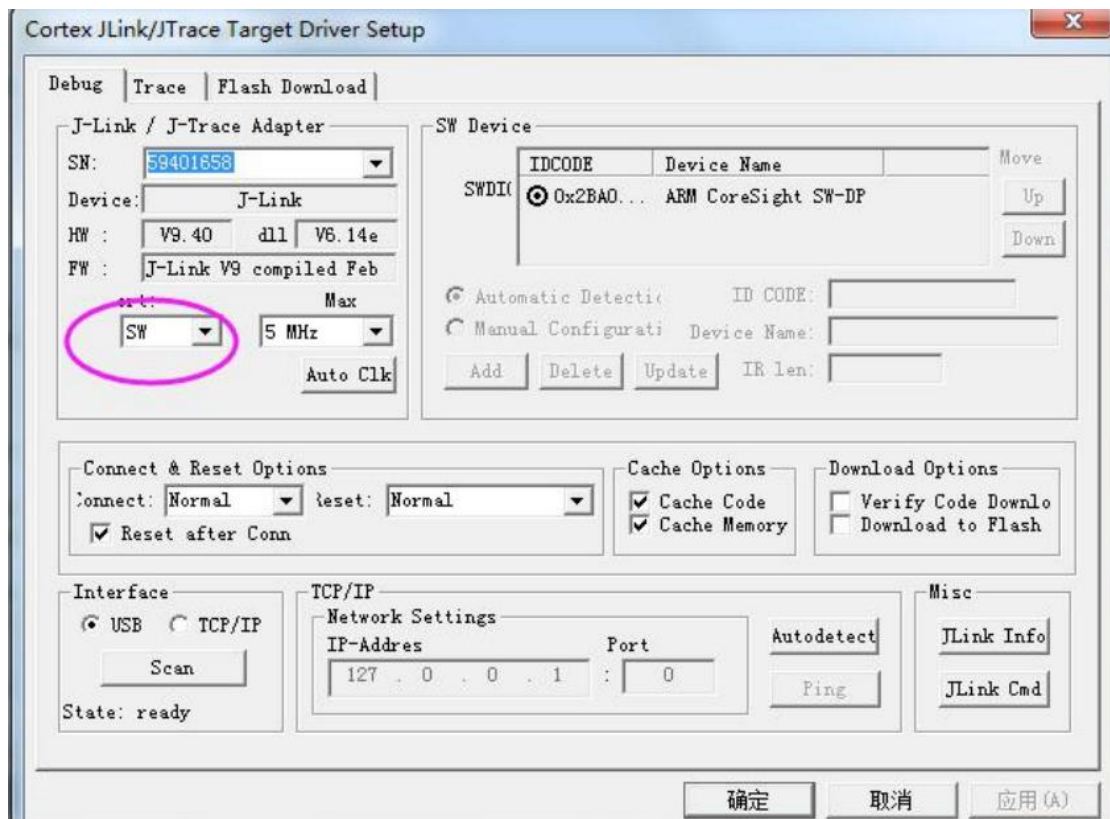 Cortex JLink/JTrace Target Driver Setup
Debug Trace Flash Download
J-Link / J-Trace Adapter
SN: 59401658
Device: J-Link
HW : V9.40 dll V6.14e
FW : J-Link V9 compiled Feb
ort: Max
SW 5 MHz
Auto Clk
SW Device
IDCODE Device Name
SWDI( 0x2BA0... ARM CoreSight SW-DP
Move
Up
Down
Automatic Detectic ID CODE:
Manual Configurati Device Name:
Add Delete Update IR len:
Connect & Reset Options
Connect: Normal Reset: Normal
Reset after Conn
Cache Options
Cache Code
Cache Memory
Download Options
Verify Code Downlo
Download to Flash
Interface
USB TCP/IP
Scan
State: ready
TCP/IP
Network Settings
IP-Addres Port
127 . 0 . 0 . 1 : 0
Autodetect
Ping
Misc
JLink Info
JLink Cmd
确定 取消 应用(A)